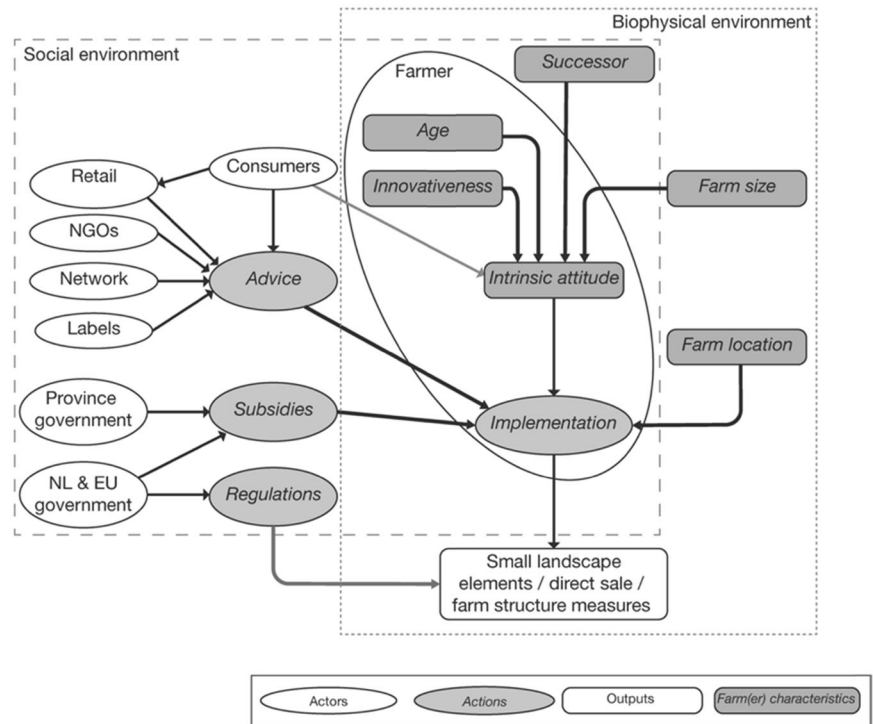 Biophysical environment
Social environment
Successor
Farmer
Age
Consumers
Retail
Innovativeness
Farm size
NGOs
Network
Advice
Intrinsic attitude
Labels
Farm location
Province
government
Subsidies
Implementation
NL & EU
government
Regulations
Small landscape
elements / direct sale /
farm structure measures
Actors
Actions
Outputs
Farm(er) characteristics